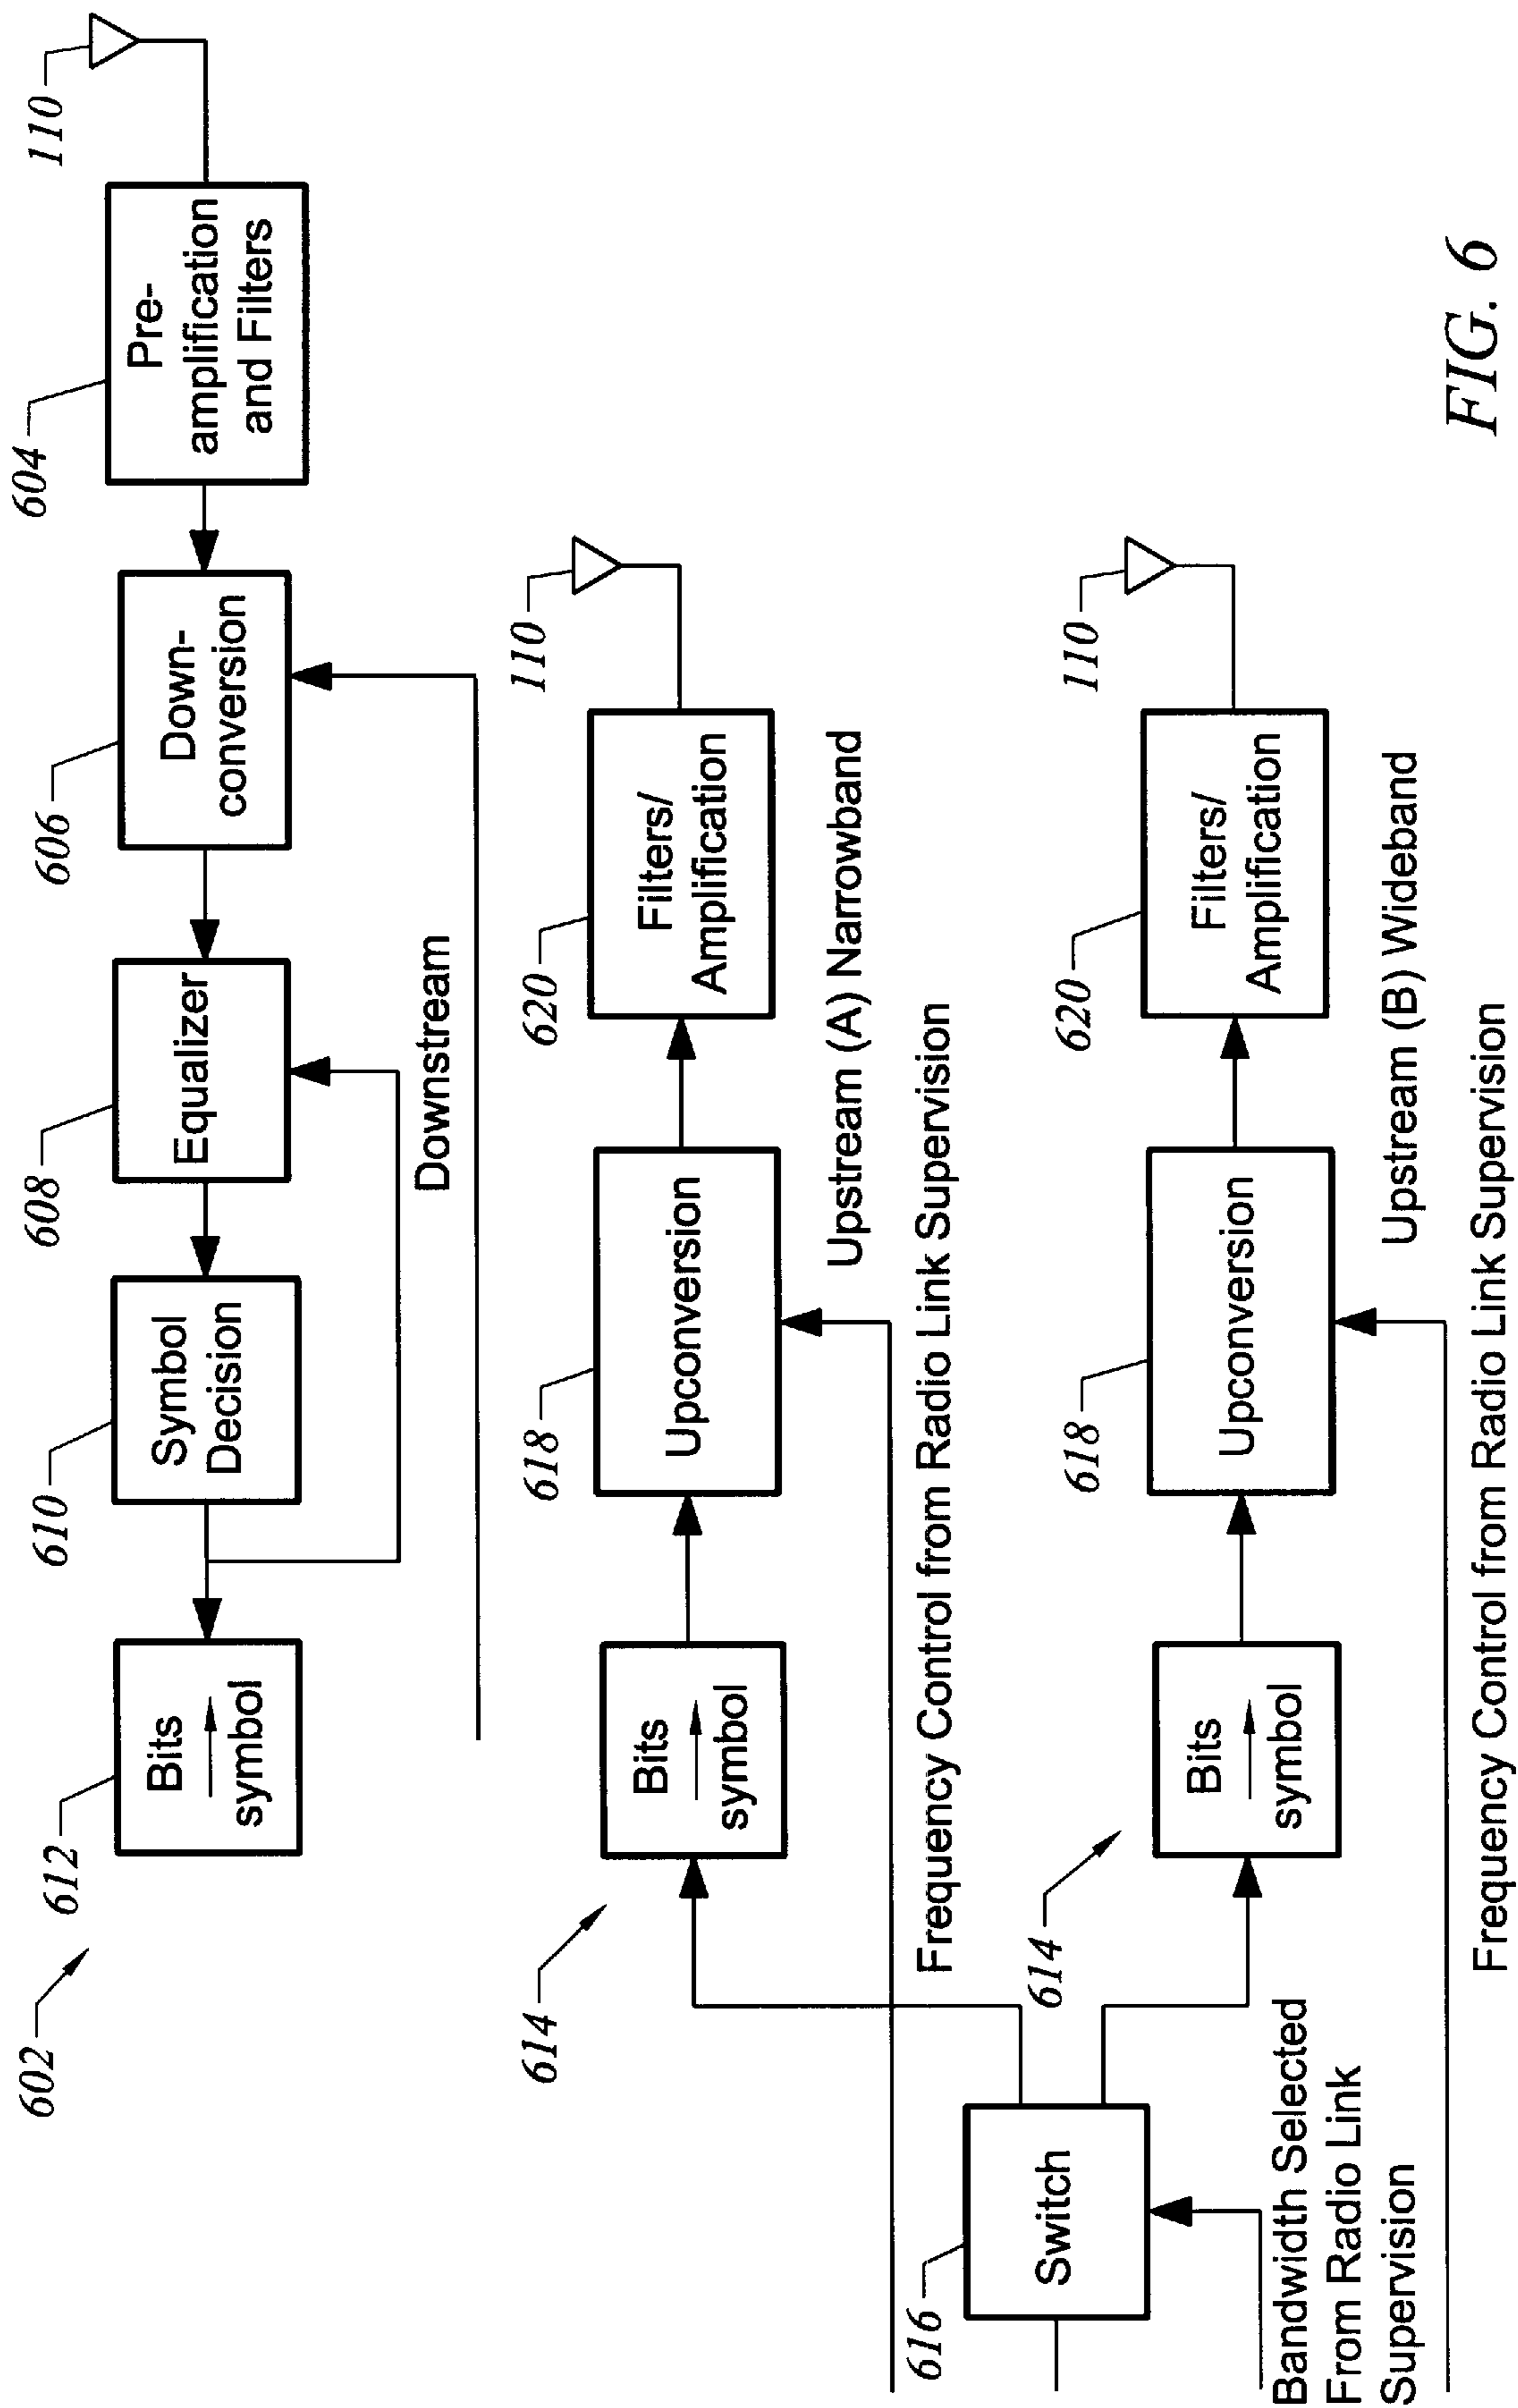 602
612
Bits
symbol
610
Symbol
Decision
608
Equalizer
606
Down-
conversion
604
Pre-
amplification
and Filters
110
Downstream
614
Bits
symbol
618
Upconversion
620
Filters/
Amplification
110
Upstream (A) Narrowband
Frequency Control from Radio Link Supervision
616
Switch
Bandwidth Selected
From Radio Link
Supervision
614
Bits
symbol
618
Upconversion
620
Filters/
Amplification
110
Upstream (B) Wideband
Frequency Control from Radio Link Supervision
FIG. 6